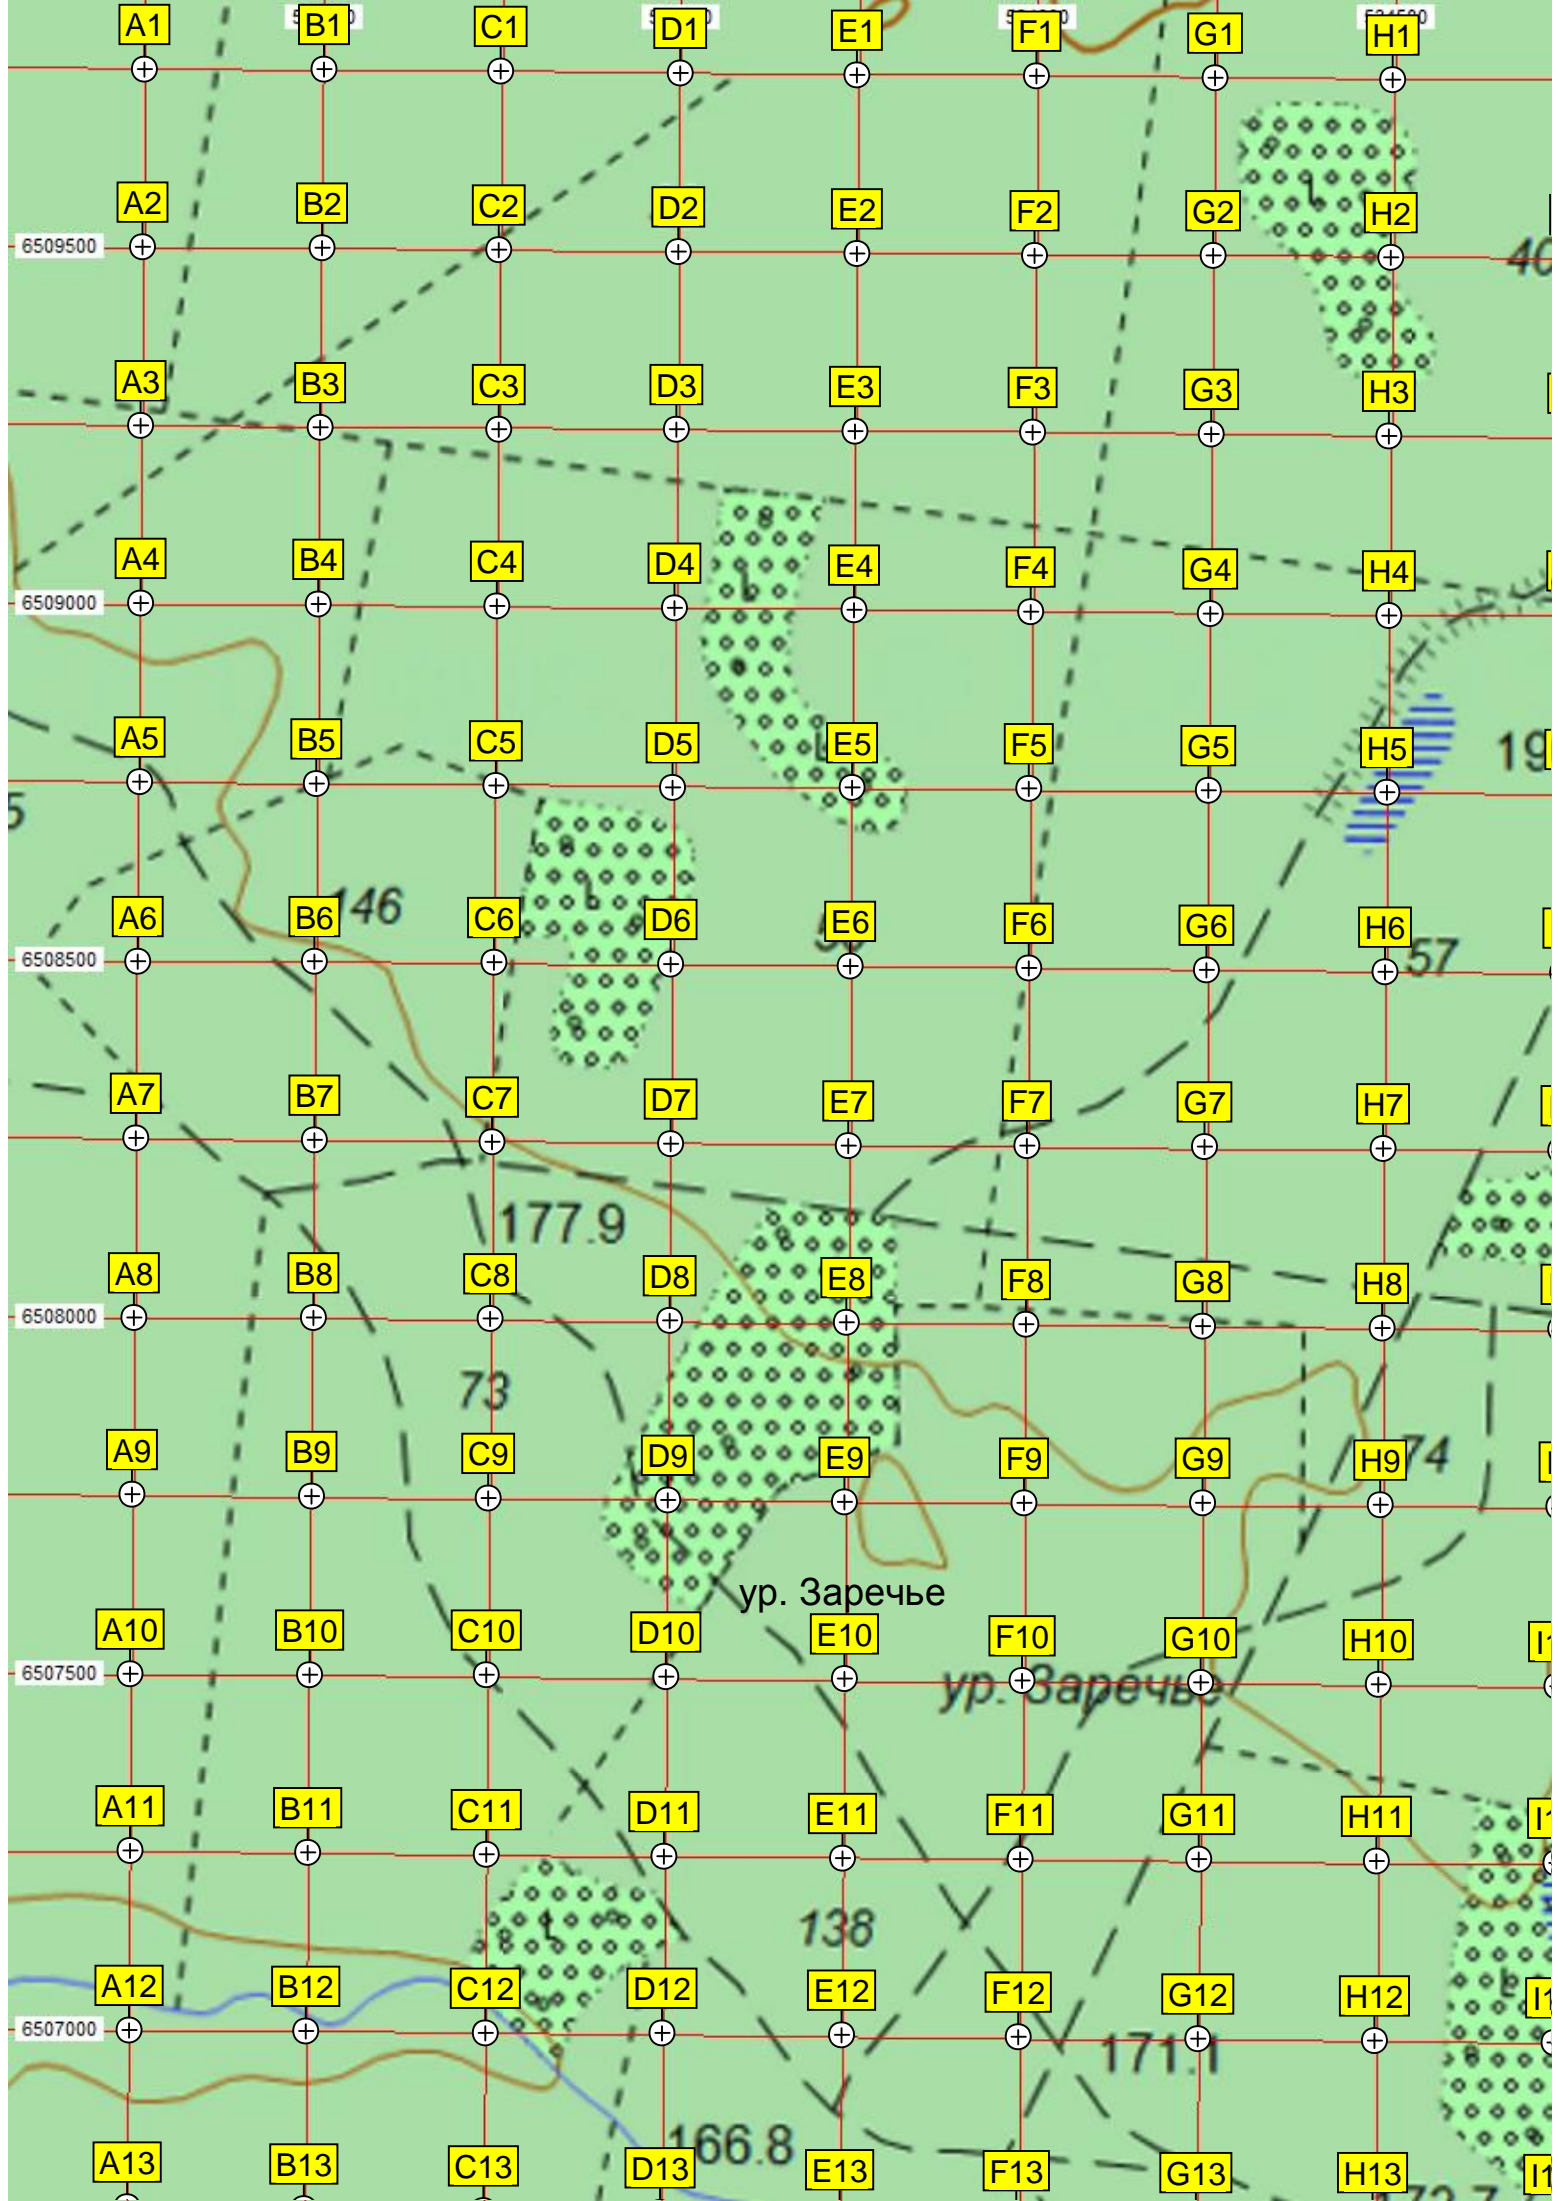 A1 B1 C1 D1 E1 F1 G1 H1
A2 B2 C2 D2 E2 F2 G2 H2
6509500
A3 B3 C3 D3 E3 F3 G3 H3
A4 B4 C4 D4 E4 F4 G4 H4
6509000
A5 B5 C5 D5 E5 F5 G5 H5
A6 B6 146 C6 D6 E6 F6 G6 H6
6508500 57
A7 B7 C7 D7 E7 F7 G7 H7
177.9
A8 B8 C8 D8 E8 F8 G8 H8
6508000
73
A9 B9 C9 D9 E9 F9 G9 H9 74
ур. Заречье
A10 B10 C10 D10 E10 F10 G10 H10
6507500 ур. Заречье
A11 B11 C11 D11 E11 F11 G11 H11
138
A12 B12 C12 D12 E12 F12 G12 H12
6507000 171.1
166.8
A13 B13 C13 D13 E13 F13 G13 H13